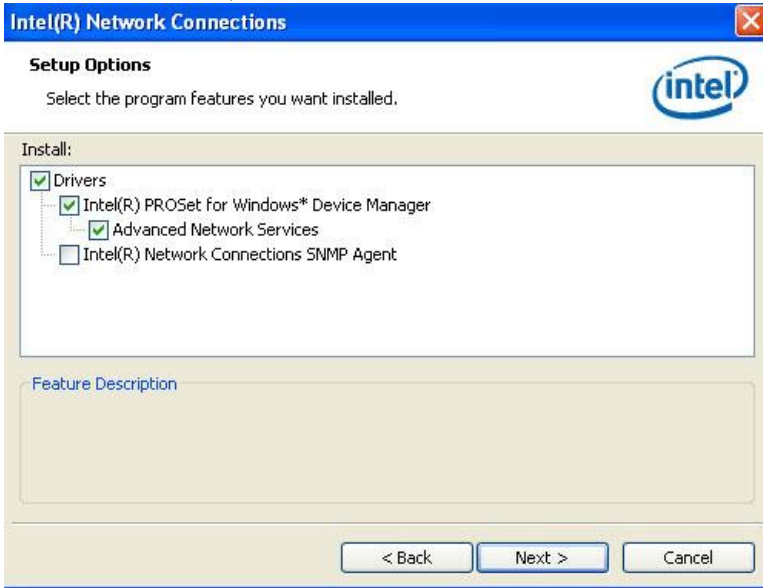 Intel(R) Network Connections
Setup Options
Select the program features you want installed.
intel
Install:
Drivers
Intel(R) PROSet for Windows* Device Manager
Advanced Network Services
Intel(R) Network Connections SNMP Agent
Feature Description
< Back Next > Cancel